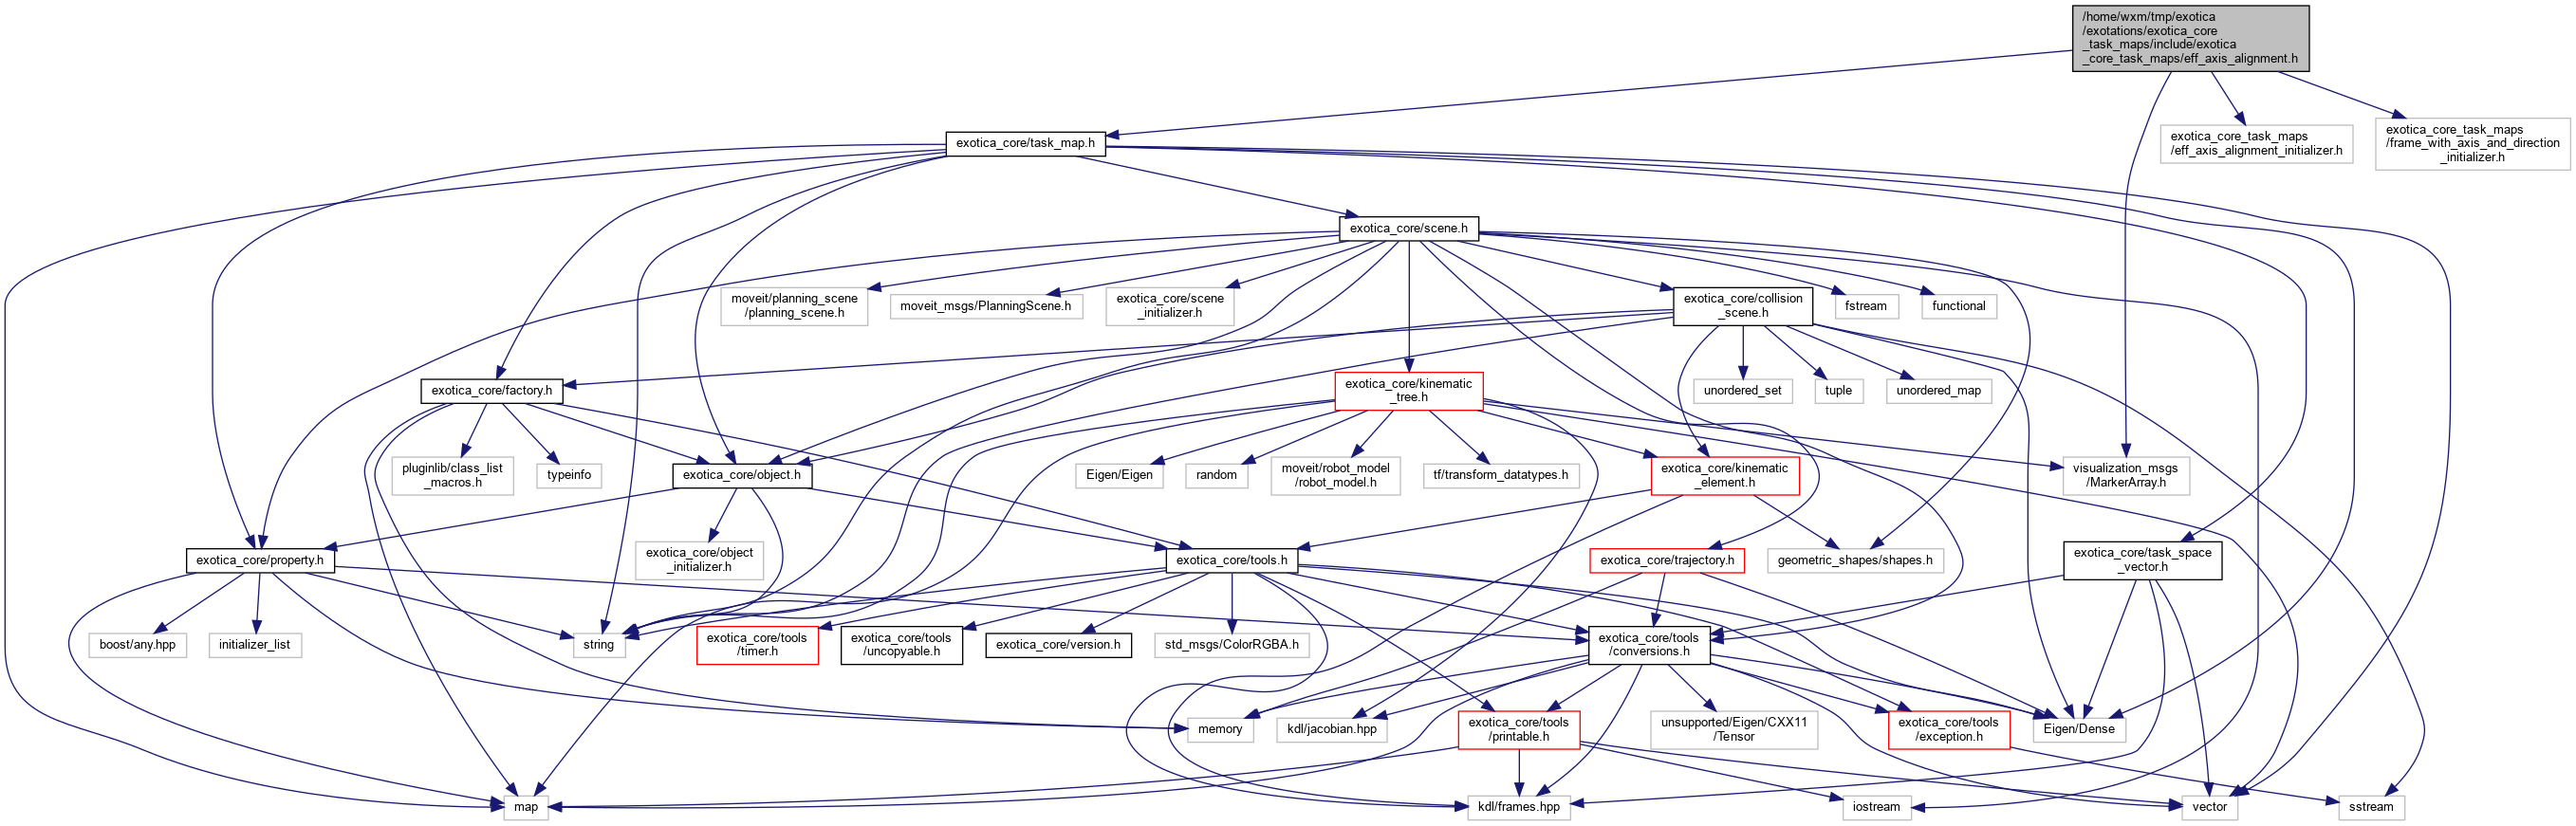 /home/wxm/tmp/exotica
/exotations/exotica_core
_task_maps/include/exotica
_core_task_maps/eff_axis_alignment.h
exotica_core/task_map.h
exotica_core_task_maps
/eff_axis_alignment_initializer.h
exotica_core_task_maps
/frame_with_axis_and_direction
_initializer.h
exotica_core/scene.h
moveit/planning_scene
/planning_scene.h
moveit_msgs/PlanningScene.h
exotica_core/scene
_initializer.h
exotica_core/collision
_scene.h
fstream
functional
exotica_core/factory.h
exotica_core/kinematic
_tree.h
unordered_set
tuple
unordered_map
pluginlib/class_list
_macros.h
typeinfo
exotica_core/object.h
Eigen/Eigen
random
moveit/robot_model
/robot_model.h
tf/transform_datatypes.h
exotica_core/kinematic
_element.h
visualization_msgs
/MarkerArray.h
exotica_core/property.h
exotica_core/object
_initializer.h
exotica_core/tools.h
exotica_core/trajectory.h
geometric_shapes/shapes.h
exotica_core/task_space
_vector.h
boost/any.hpp
initializer_list
string
exotica_core/tools
/timer.h
exotica_core/tools
/uncopyable.h
exotica_core/version.h
std_msgs/ColorRGBA.h
exotica_core/tools
/conversions.h
memory
kdl/jacobian.hpp
exotica_core/tools
/printable.h
unsupported/Eigen/CXX11
/Tensor
exotica_core/tools
/exception.h
Eigen/Dense
map
kdl/frames.hpp
iostream
vector
sstream